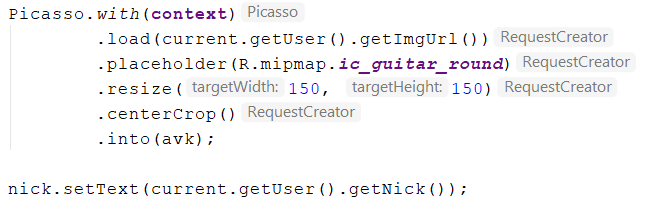 Picasso.with(context) Picasso
.load(current.getUser().getImgUrl()) RequestCreator
.placeholder(R.mipmap.ic_guitar_round) RequestCreator
.resize( targetWidth: 150, targetHeight: 150) RequestCreator
.centerCrop() RequestCreator
.into(avk);
nick.setText(current.getUser().getNick());